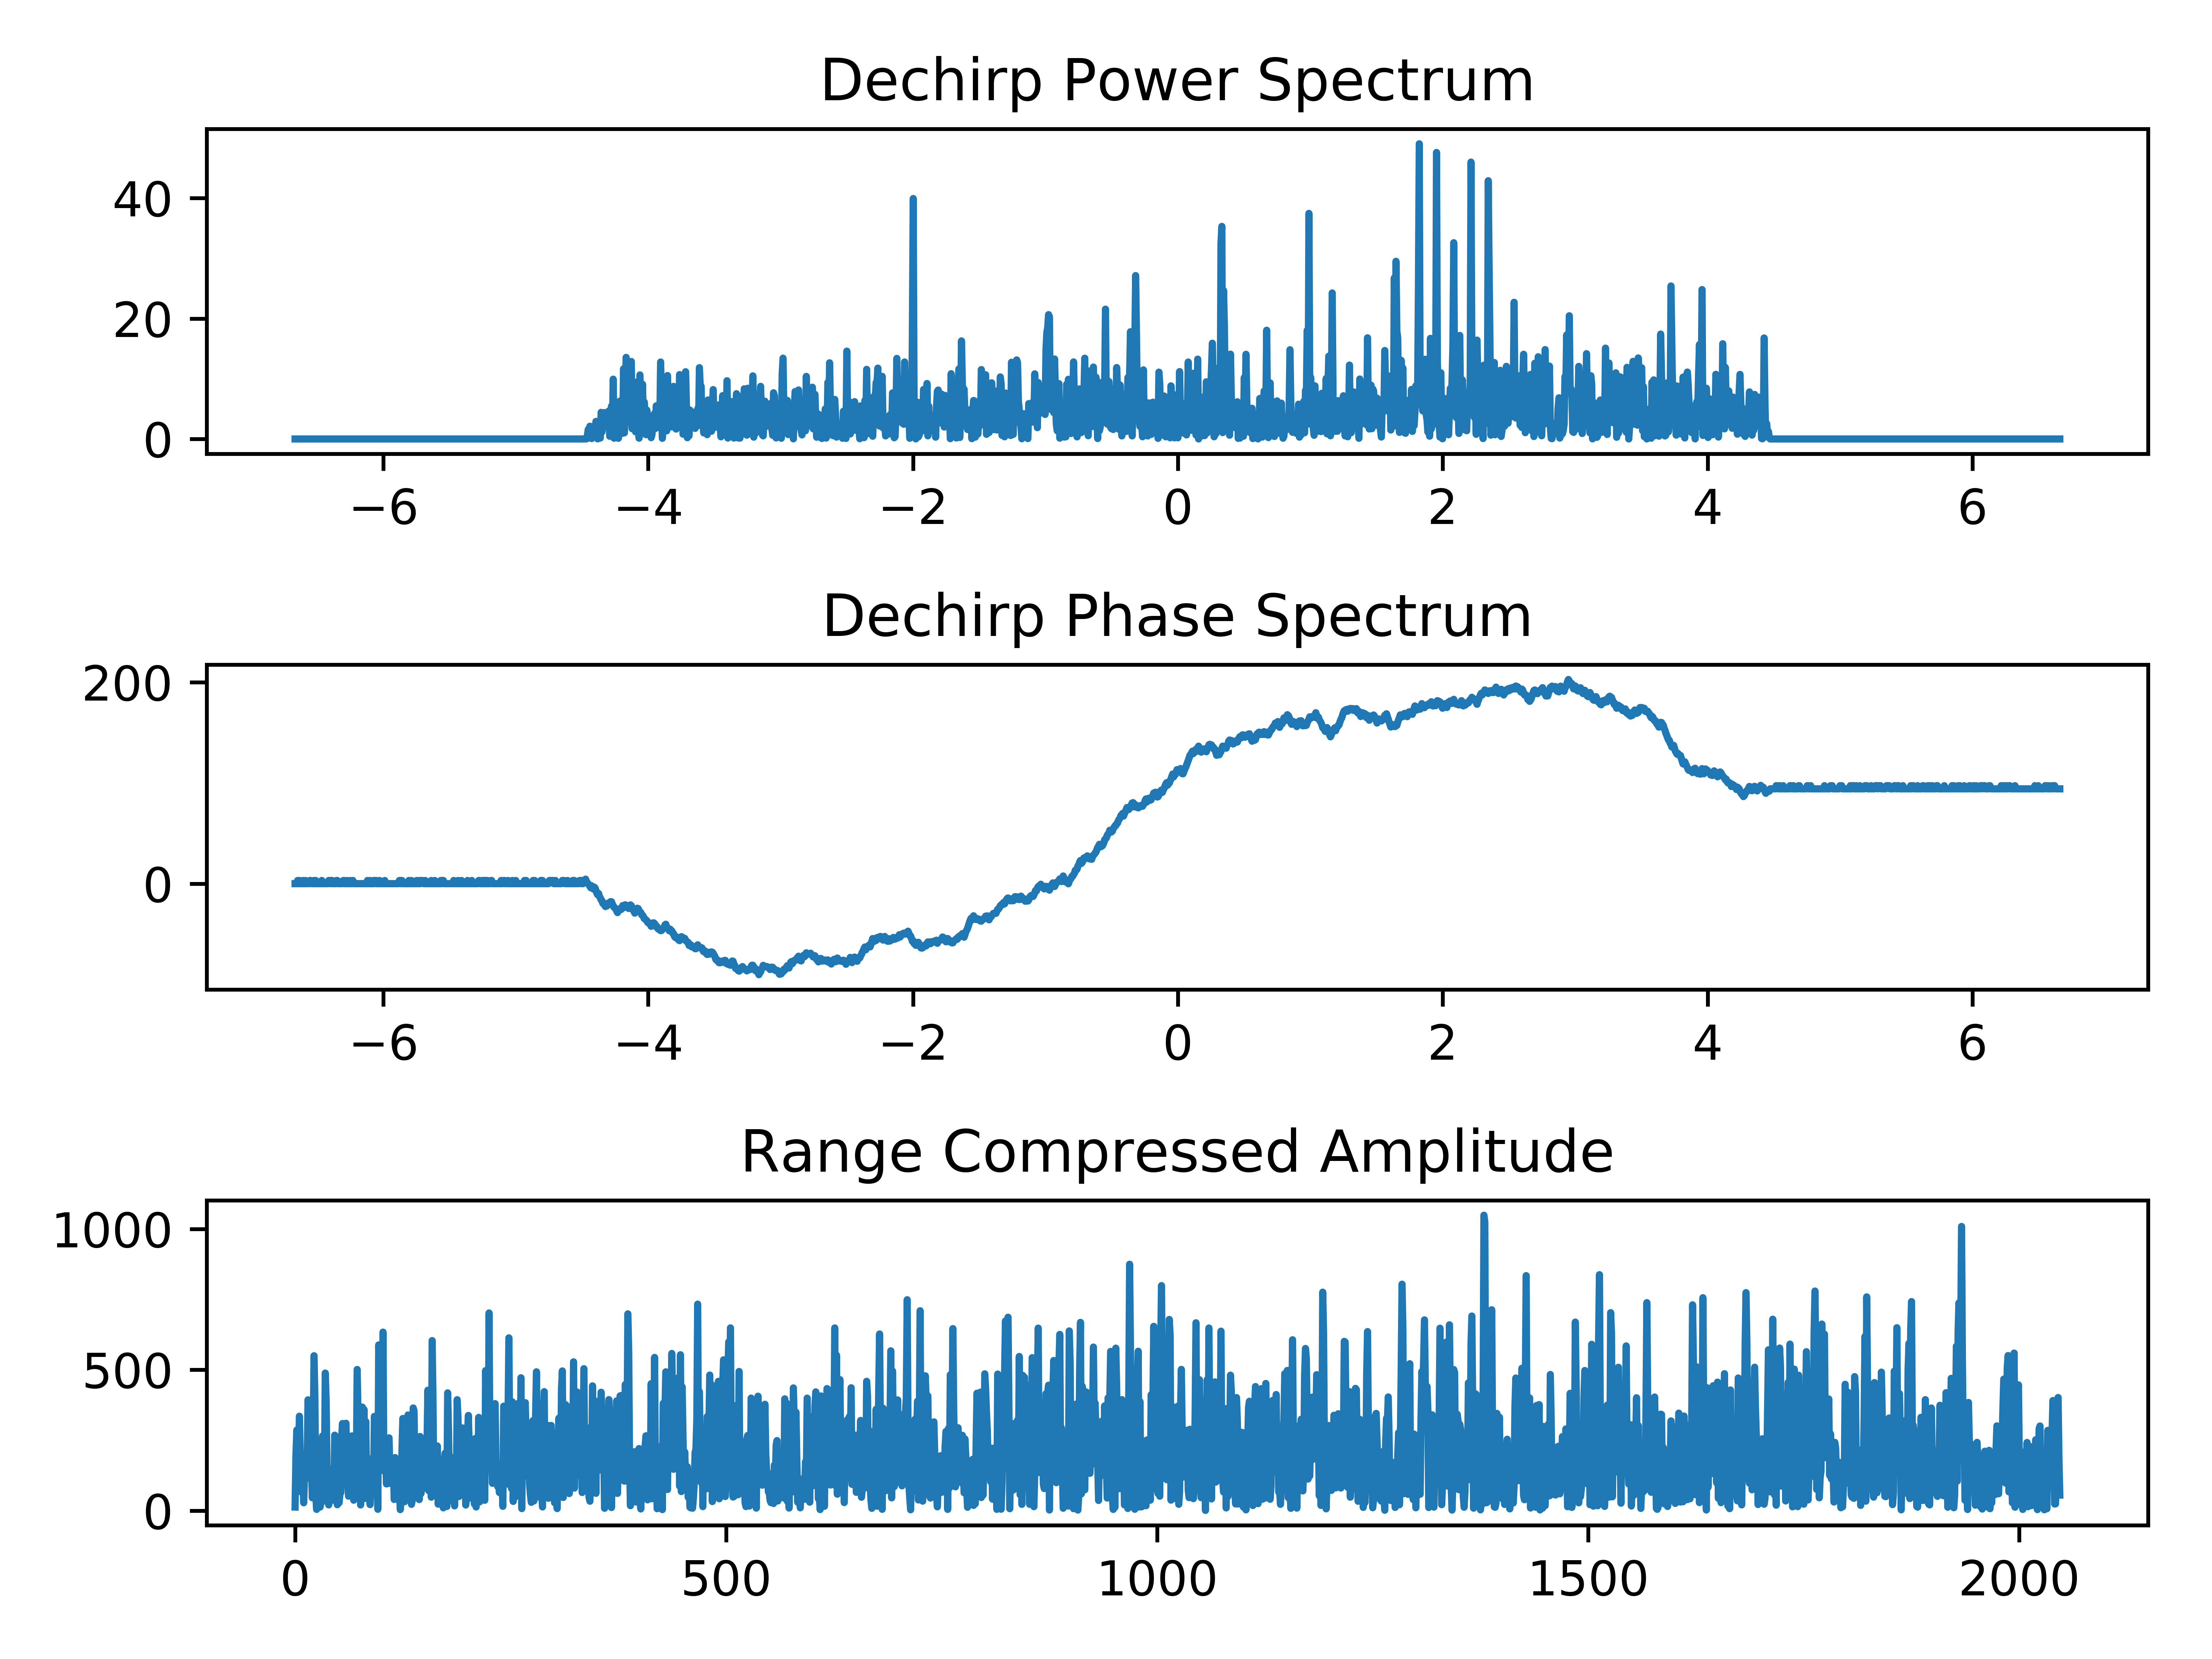 Dechirp Power Spectrum
40
20
0
−6 −4 −2 0 2 4 6
Dechirp Phase Spectrum
200
0
−6 −4 −2 0 2 4 6
Range Compressed Amplitude
1000
500
0
0 500 1000 1500 2000